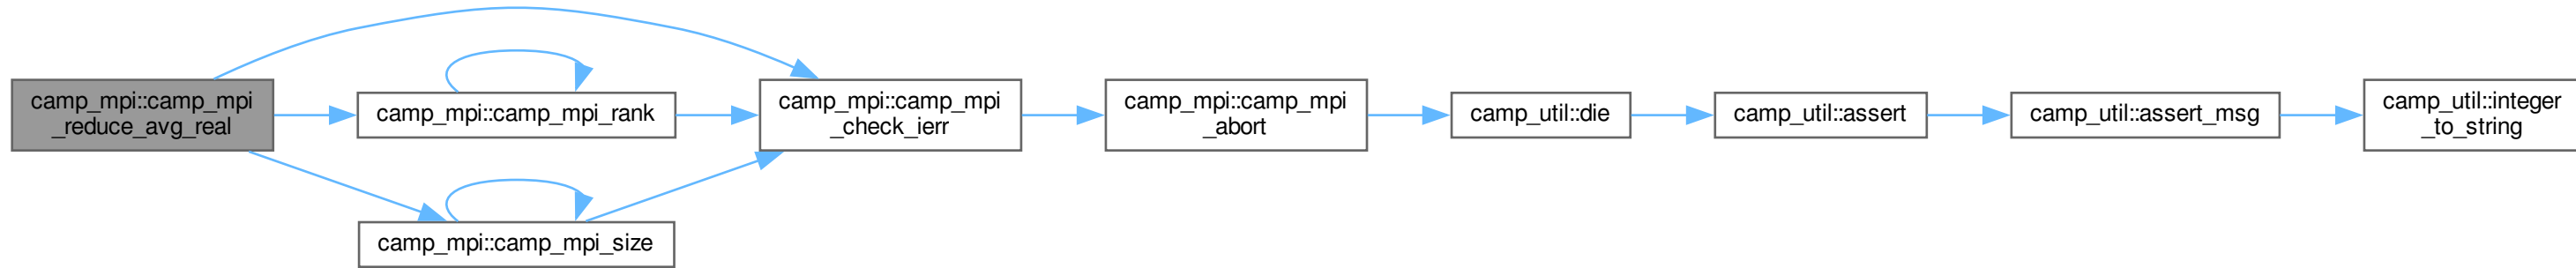 camp_mpi::camp_mpi
_reduce_avg_real
camp_mpi::camp_mpi_rank
camp_mpi::camp_mpi_size
camp_mpi::camp_mpi
_check_ierr
camp_mpi::camp_mpi
_abort
camp_util::die
camp_util::assert
camp_util::assert_msg
camp_util::integer
_to_string